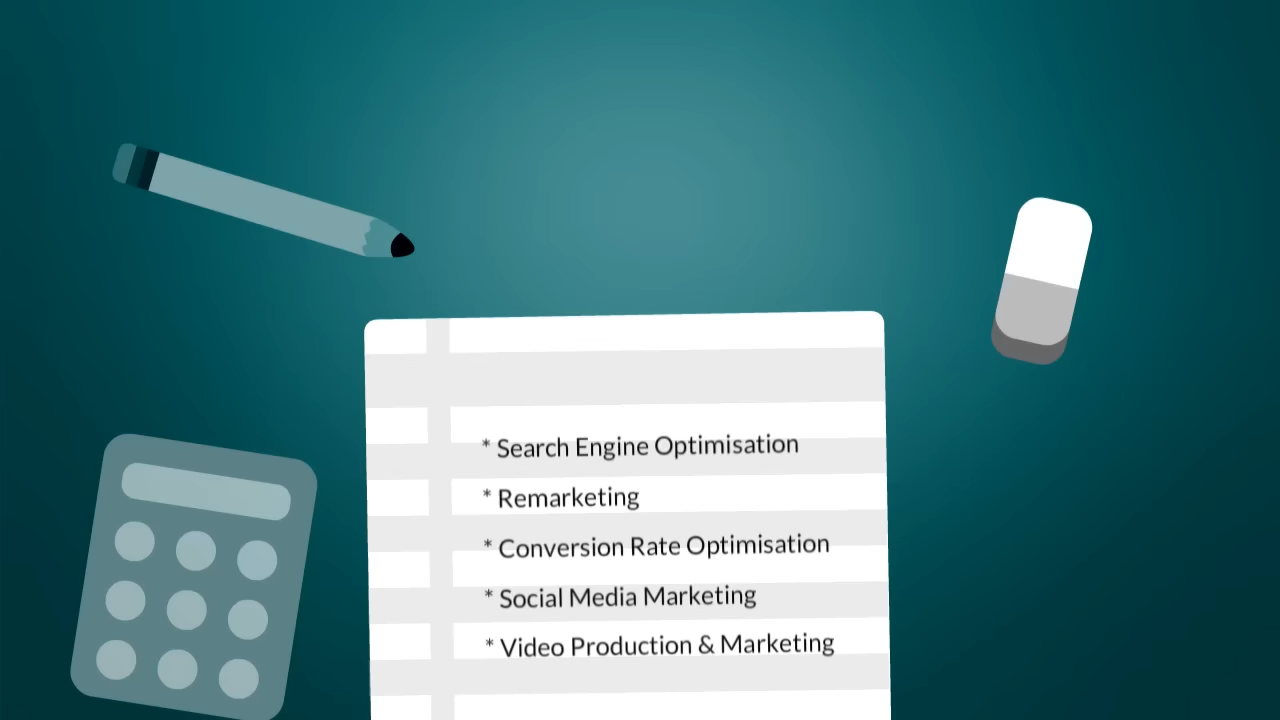 * Search Engine Optimisation
* Remarketing
* Conversion Rate Optimisation
* Social Media Marketing
* Video Production & Marketing